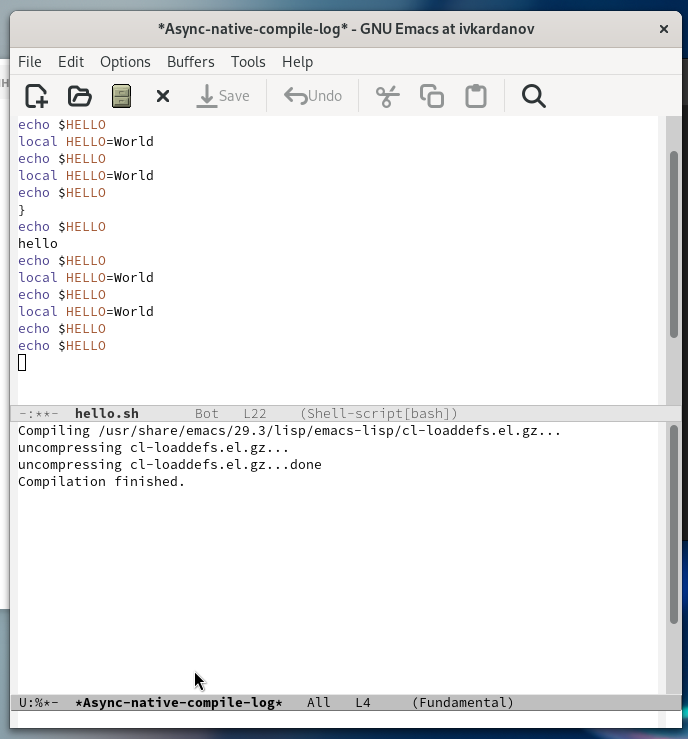 *Async-native-compile-log* - GNU Emacs at ivkardanov ×
File Edit Options Buffers Tools Help
Save Undo
echo $HELLO
local HELLO=World
echo $HELLO
local HELLO=World
echo $HELLO
}
echo $HELLO
hello
echo $HELLO
local HELLO=World
echo $HELLO
local HELLO=World
echo $HELLO
echo $HELLO
-:**- hello.sh Bot L22 (Shell-script[bash])
Compiling /usr/share/emacs/29.3/lisp/emacs-lisp/cl-loaddefs.el.gz...
uncompressing cl-loaddefs.el.gz...
uncompressing cl-loaddefs.el.gz...done
Compilation finished.
U:%*- *Async-native-compile-log* All L4 (Fundamental)